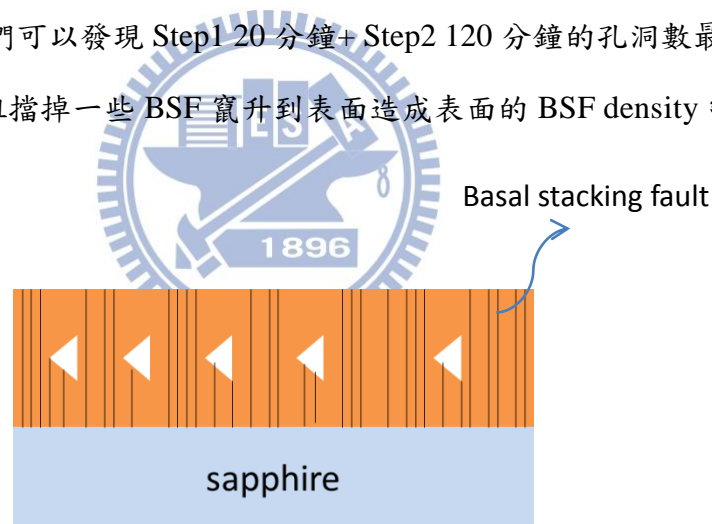 們可以發現 Step1 20 分鐘+ Step2 120 分鐘的孔洞數最
擋掉一些 BSF 竄升到表面造成表面的 BSF density
ES
A
8
1896
Basal stacking fault
sapphire